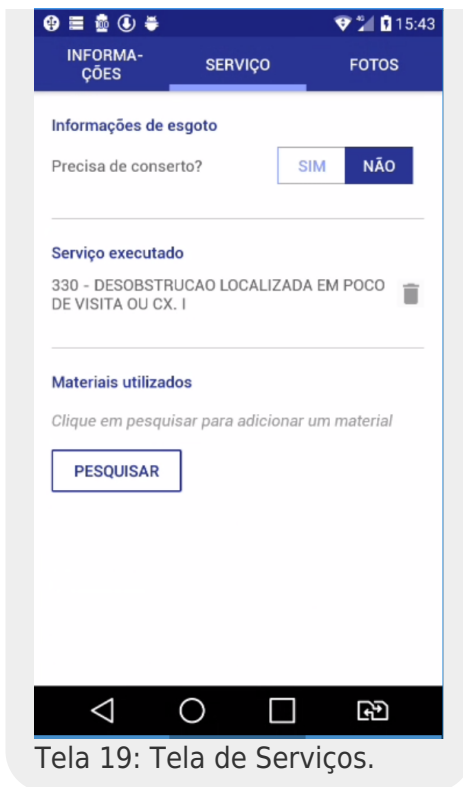 15:43
INFORMA-
ÇÕES
SERVIÇO
FOTOS
Informações de esgoto
Precisa de conserto?
SIM
NÃO
Serviço executado
330 - DESOBSTRUCAO LOCALIZADA EM POCO
DE VISITA OU CX. I
Materiais utilizados
Clique em pesquisar para adicionar um material
PESQUISAR
Tela 19: Tela de Serviços.